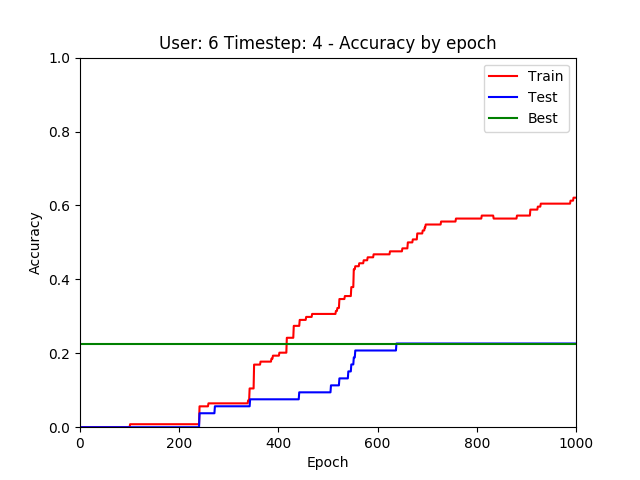 User: 6 Timestep: 4 - Accuracy by epoch
1.0
0.8
0.6
0.4
0.2
0.0
Accuracy
0 200 400 600 800 1000
Epoch
Train
Test
Best